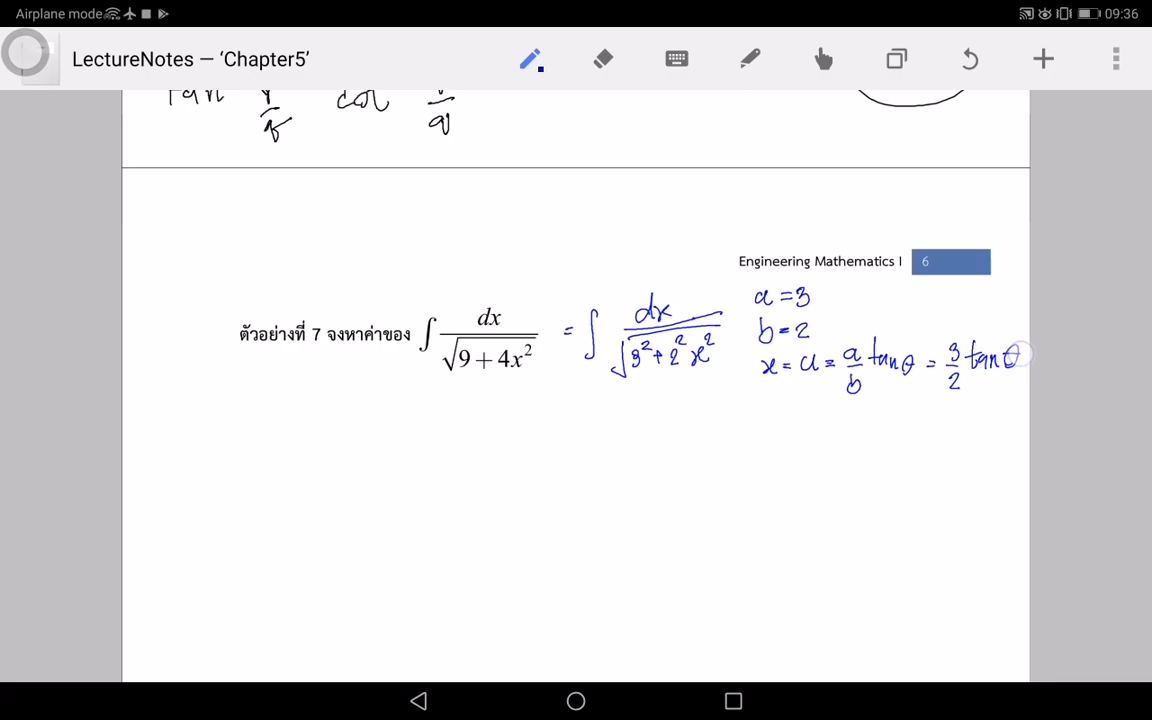 Airplane mode 09:36
LectureNotes – ‘Chapter5’
tan cot
Engineering Mathematics I 6
ตัวอย่างที่ 7 จงหาค่าของ ∫ dx / √(9 + 4x²) = ∫ dx / √(3² + 2²x²)
a = 3
b = 2
x = u = a/b tanθ = 3/2 tanθ